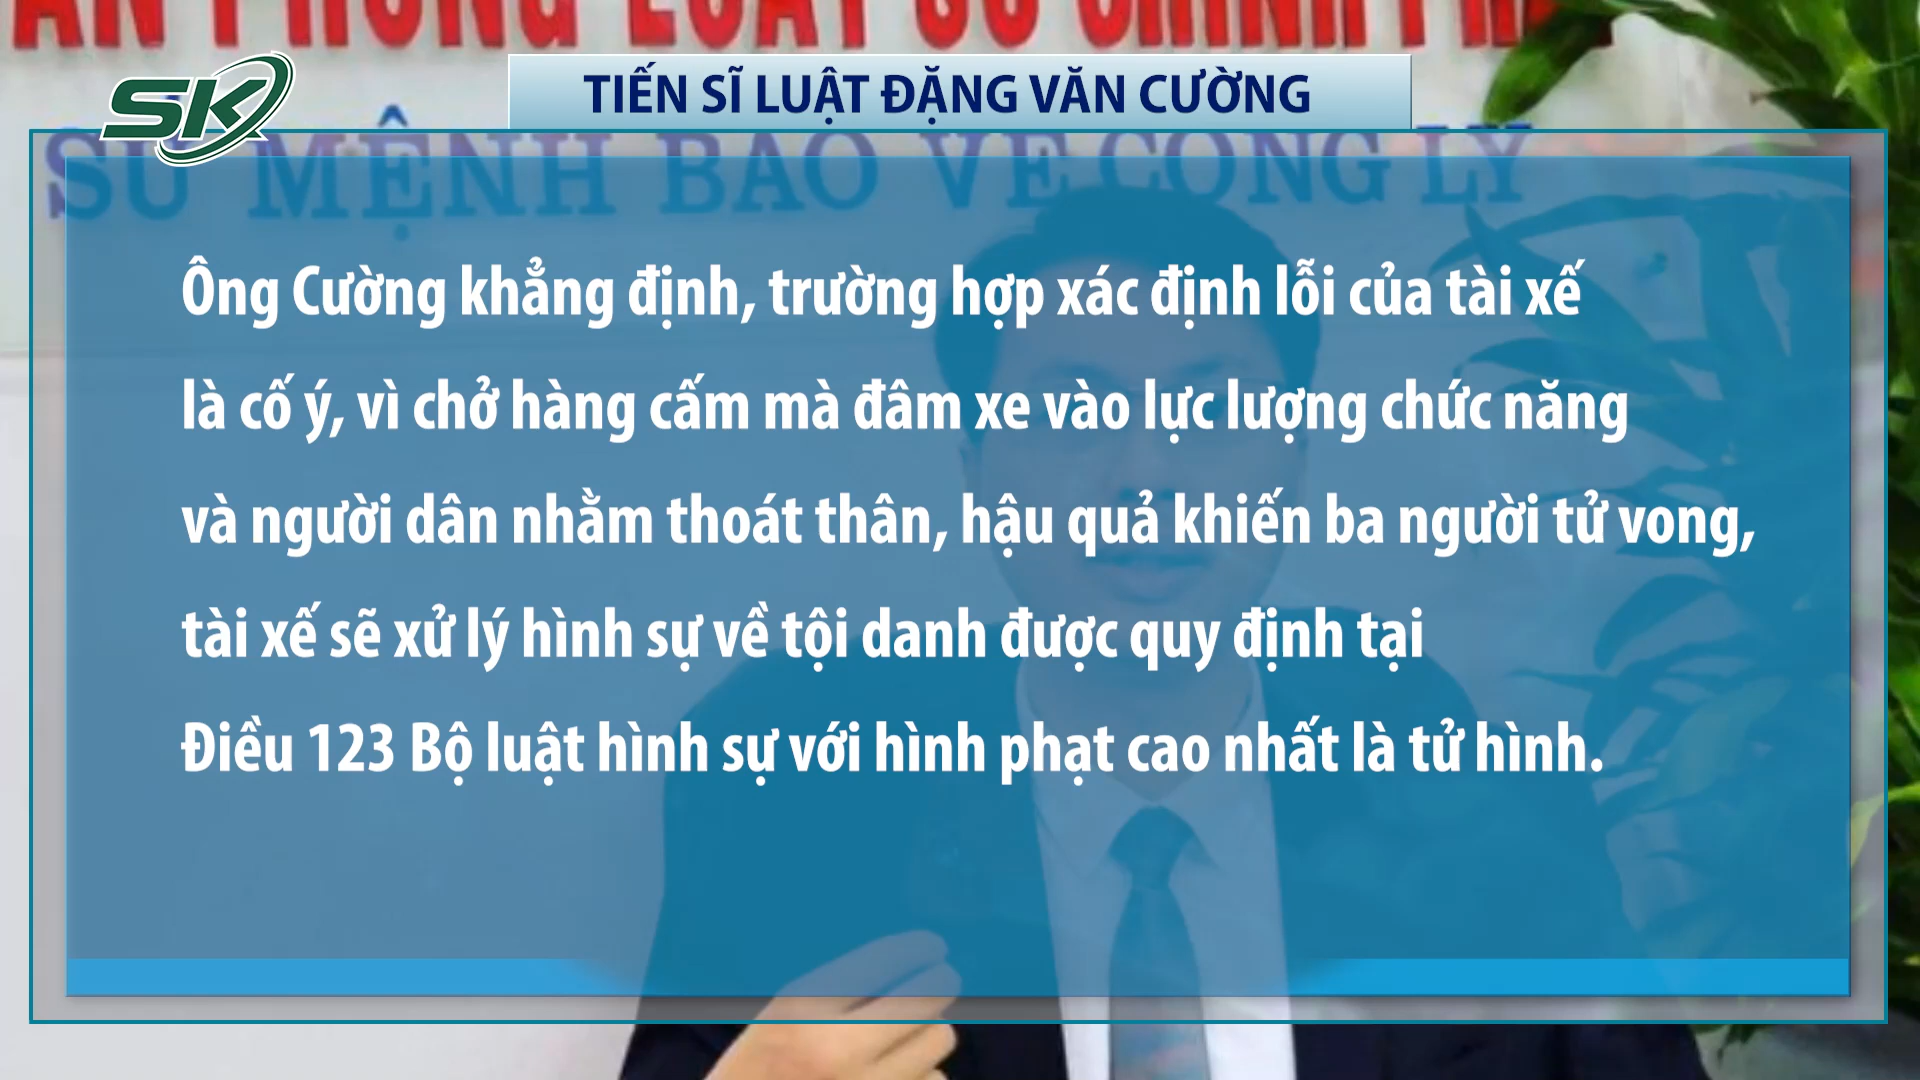 SK
TIẾN SĨ LUẬT ĐẶNG VĂN CƯỜNG
SỨ MỆNH BẢO VỆ CÔNG LÝ
Ông Cường khẳng định, trường hợp xác định lỗi của tài xế
là cố ý, vì chở hàng cấm mà đâm xe vào lực lượng chức năng
và người dân nhằm thoát thân, hậu quả khiến ba người tử vong,
tài xế sẽ xử lý hình sự về tội danh được quy định tại
Điều 123 Bộ luật hình sự với hình phạt cao nhất là tử hình.